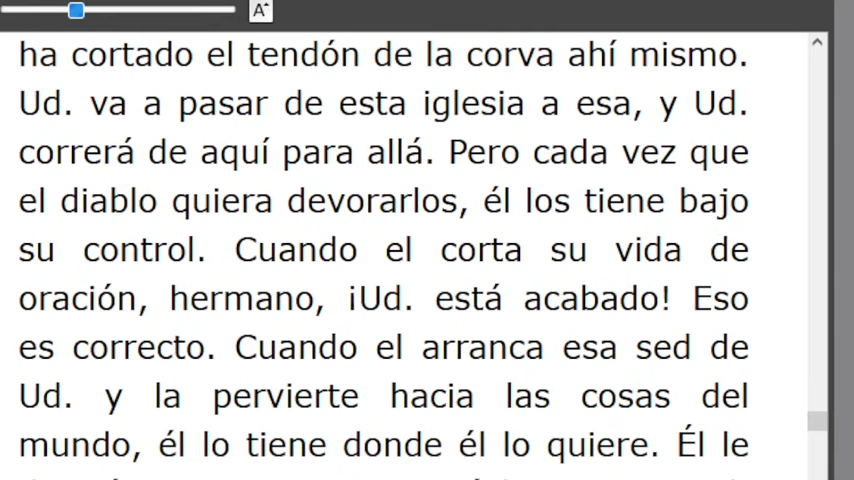 A
ha cortado el tendón de la corva ahí mismo.
Ud. va a pasar de esta iglesia a esa, y Ud.
correrá de aquí para allá. Pero cada vez que
el diablo quiera devorarlos, él los tiene bajo
su control. Cuando el corta su vida de
oración, hermano, ¡Ud. está acabado! Eso
es correcto. Cuando el arranca esa sed de
Ud. y la pervierte hacia las cosas del
mundo, él lo tiene donde él lo quiere. Él le